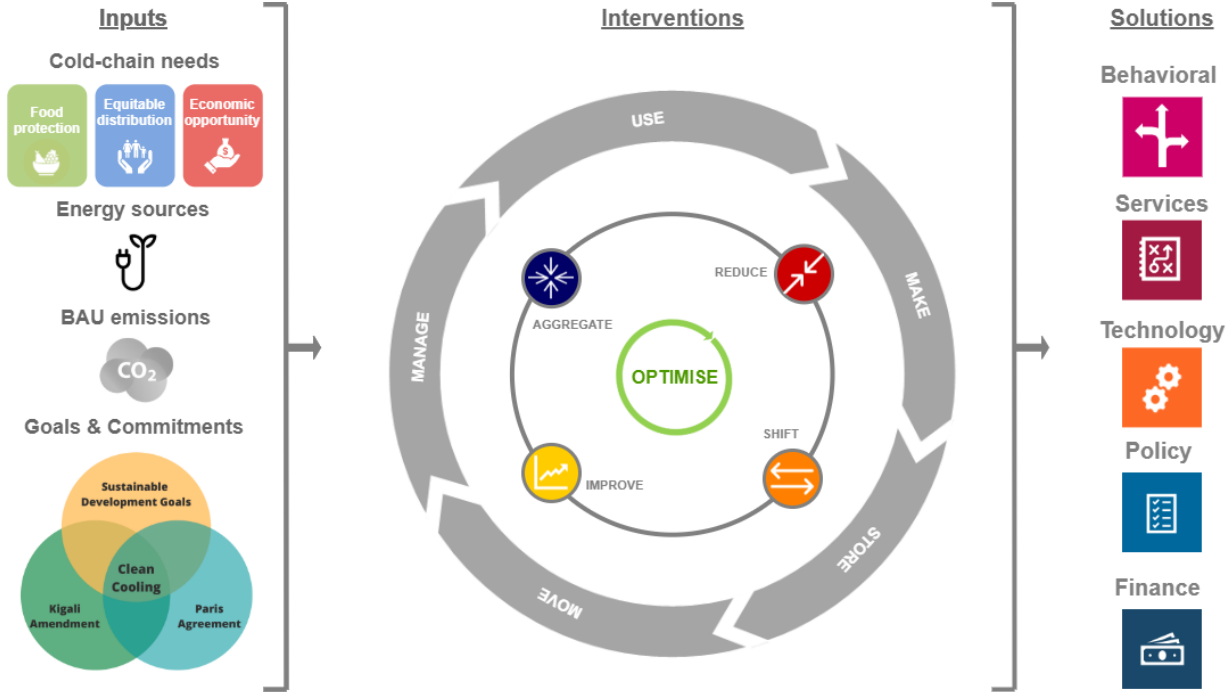 Inputs
Cold-chain needs
Food
protection
Equitable
distribution
Economic
opportunity
$
Energy sources
BAU emissions
CO2
Goals & Commitments
Sustainable
Development Goals
Clean
Cooling
Kigali
Amendment
Paris
Agreement
Interventions
USE
MAKE
STORE
MOVE
MANAGE
AGGREGATE
REDUCE
OPTIMISE
SHIFT
IMPROVE
Solutions
Behavioral
Services
Technology
Policy
Finance